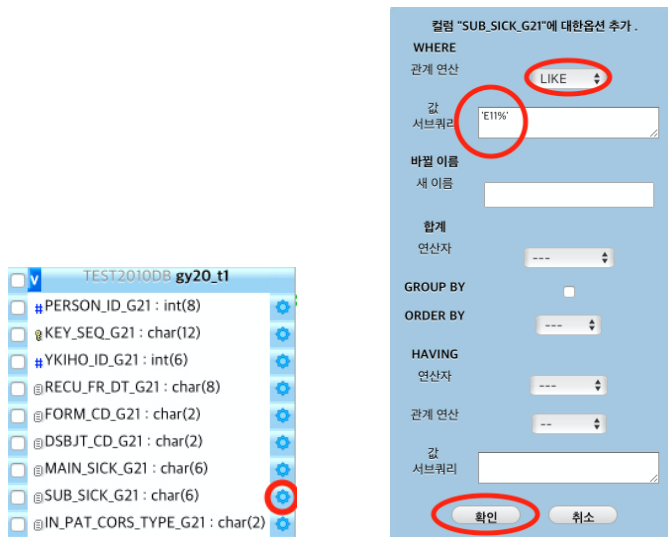 컬럼 "SUB_SICK_G21"에 대한옵션 추가 .
WHERE
관계 연산
LIKE
값
서브쿼리
'E11%'
바뀔 이름
새 이름
합계
연산자
---
GROUP BY
ORDER BY
---
HAVING
연산자
---
관계 연산
--
값
서브쿼리
확인
취소
v TEST2010DB gy20_t1
#PERSON_ID_G21 : int(8)
KEY_SEQ_G21 : char(12)
#YKIHO_ID_G21 : int(6)
RECU_FR_DT_G21 : char(8)
FORM_CD_G21 : char(2)
DSBJT_CD_G21 : char(2)
MAIN_SICK_G21 : char(6)
SUB_SICK_G21 : char(6)
IN_PAT_CORS_TYPE_G21 : char(2)